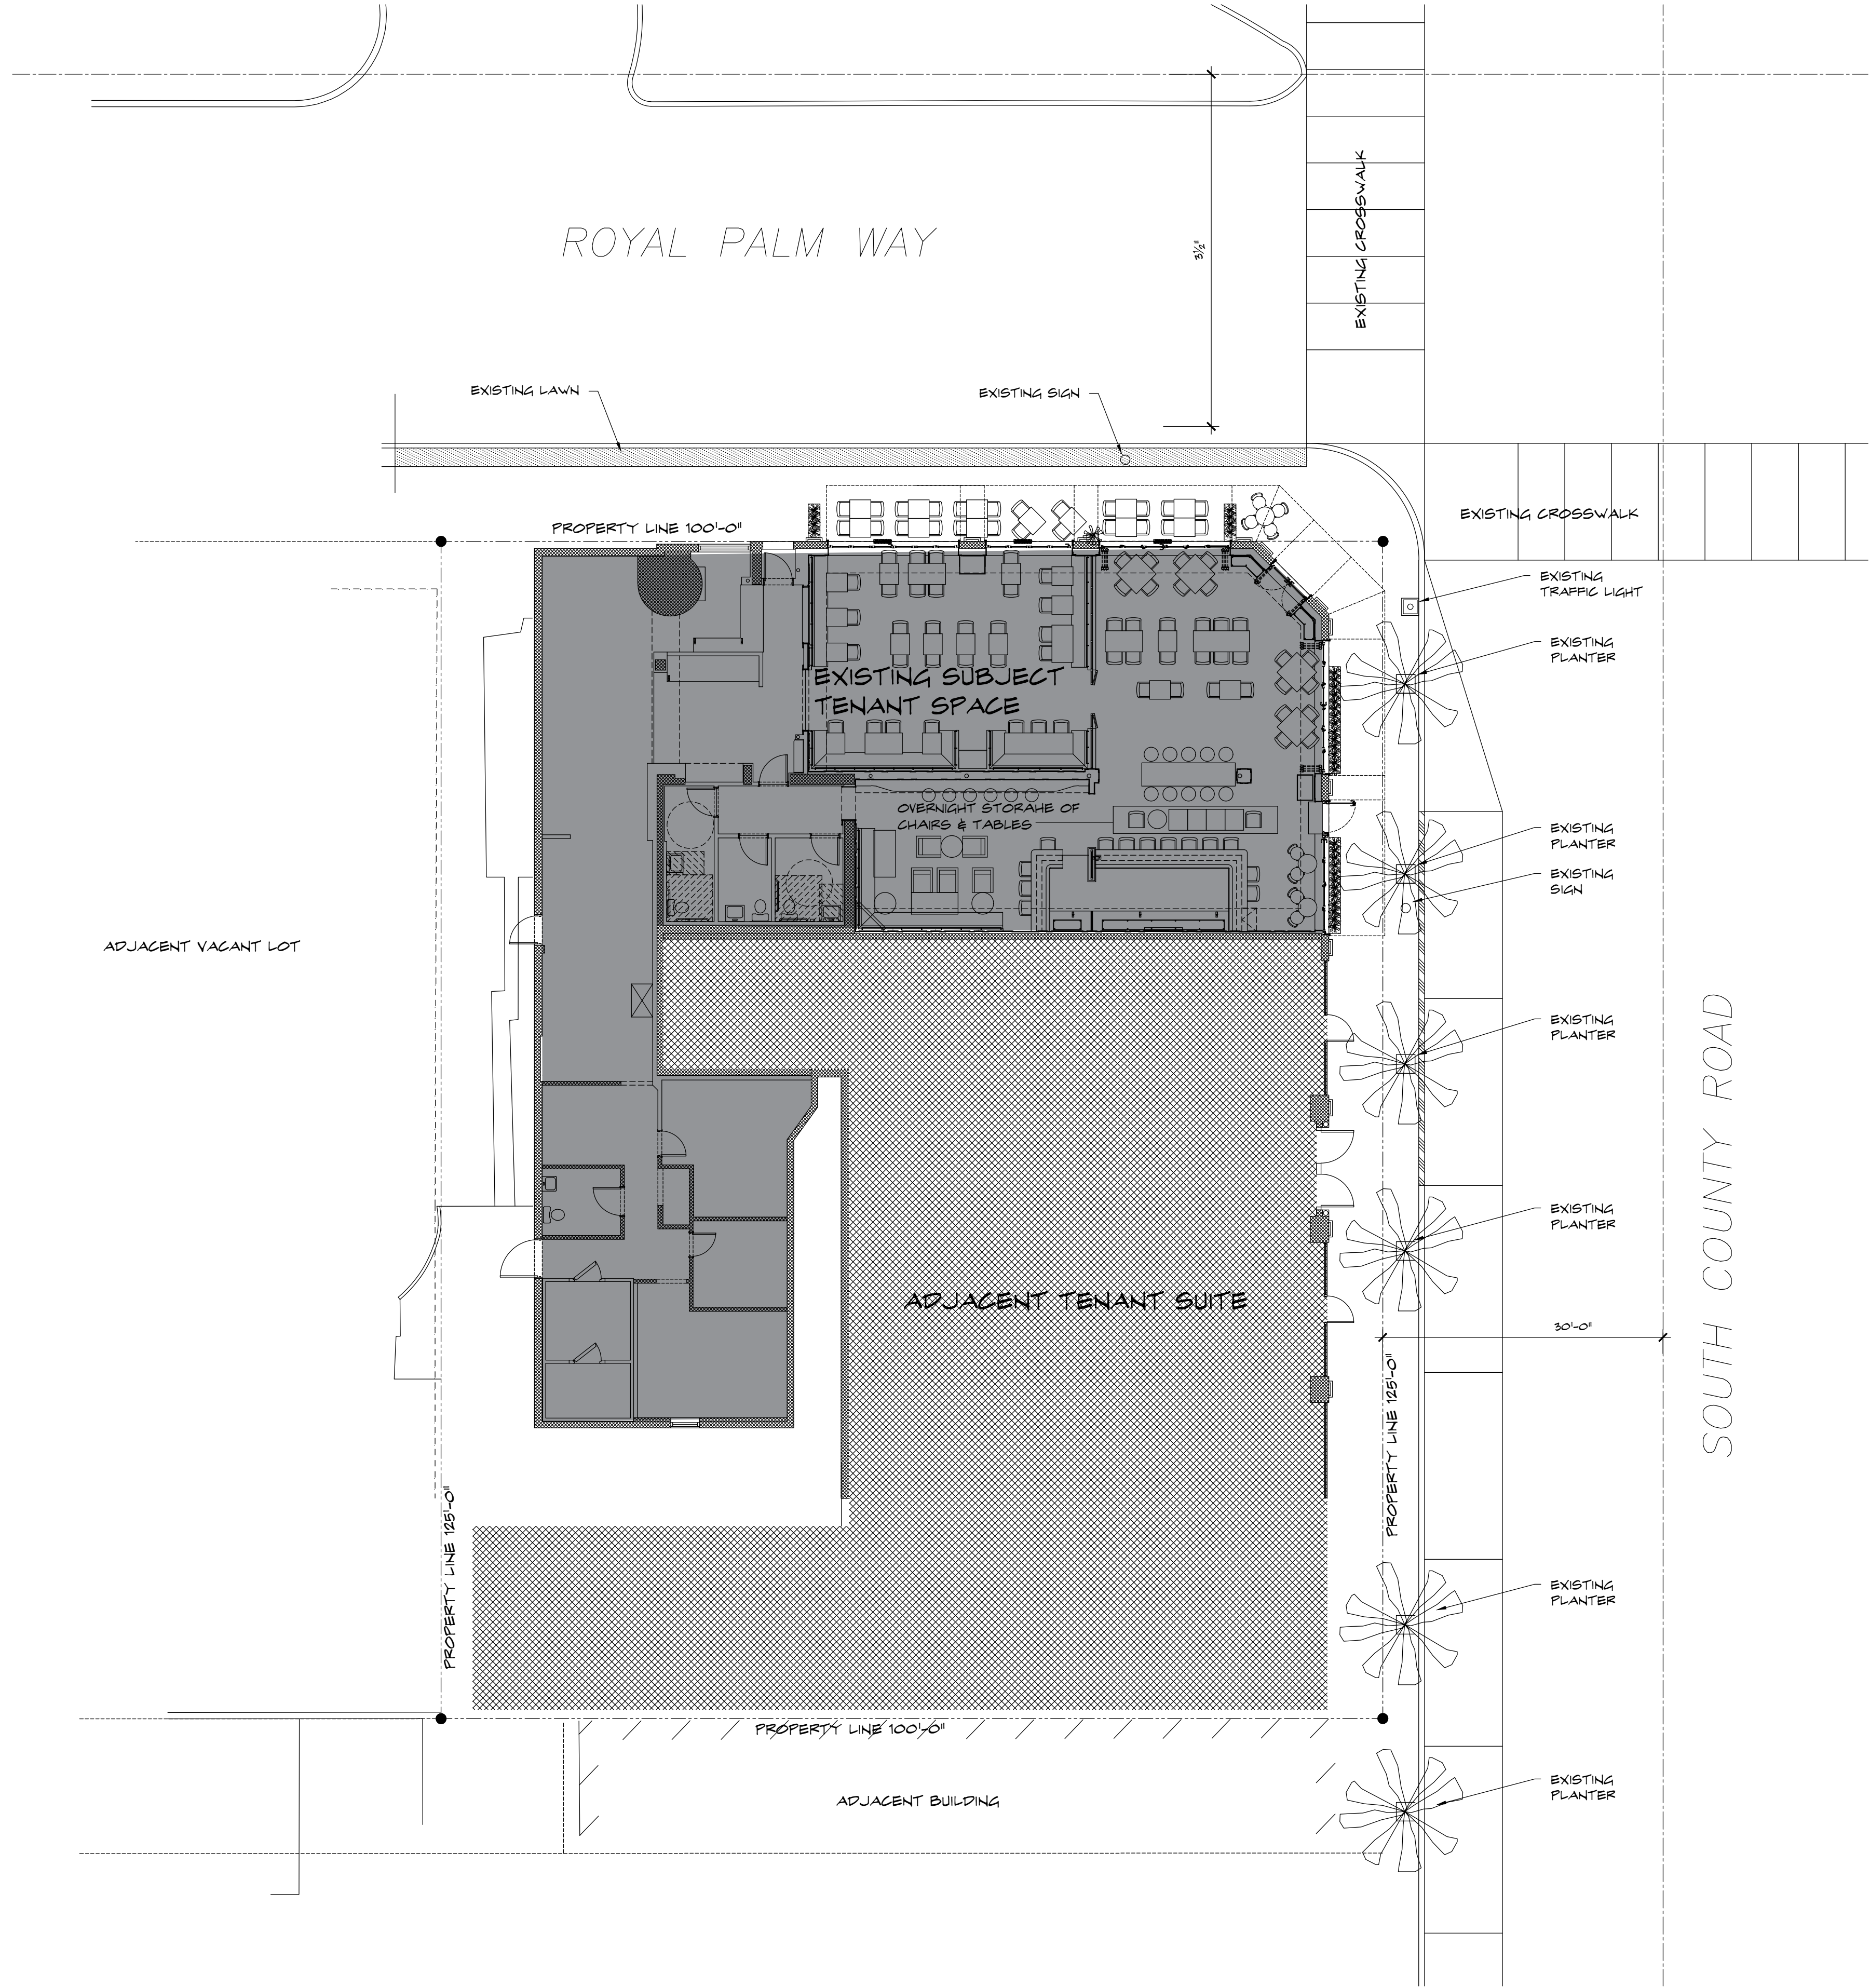 EXISTING CROSSWALK
ROYAL PALM WAY
3½"
EXISTING LAWN
EXISTING SIGN
EXISTING CROSSWALK
PROPERTY LINE 100'-0"
EXISTING
TRAFFIC LIGHT
EXISTING
PLANTER
EXISTING SUBJECT
TENANT SPACE
OVERNIGHT STORAHE OF
CHAIRS & TABLES
EXISTING
PLANTER
EXISTING
SIGN
ADJACENT VACANT LOT
EXISTING
PLANTER
SOUTH COUNTY ROAD
EXISTING
PLANTER
ADJACENT TENANT SUITE
30'-0"
PROPERTY LINE 125'-0"
PROPERTY LINE 125'-0"
EXISTING
PLANTER
PROPERTY LINE 100'-0"
EXISTING
PLANTER
ADJACENT BUILDING